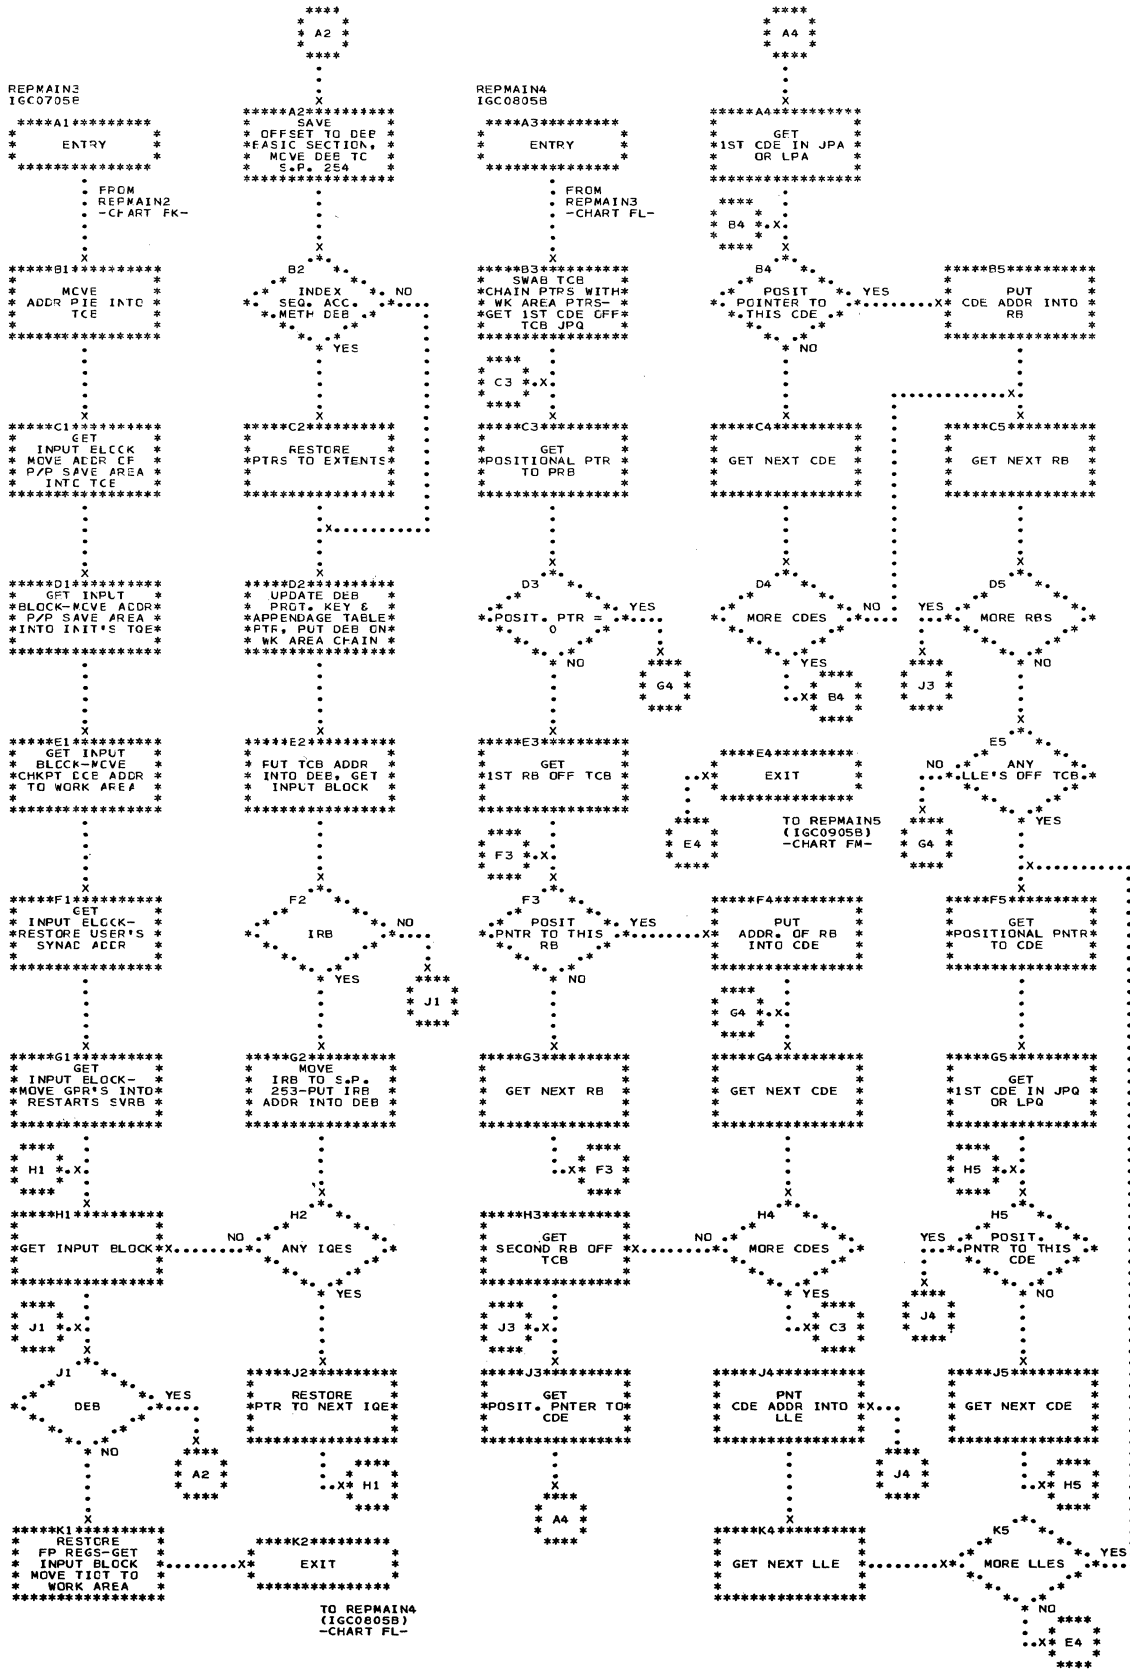 A2
A4
REPMAIN3
IGC0705B
A1
ENTRY
FROM
REPMAIN2
-CHART FK-
B1
MOVE
ADDR PIE INTO
TCB
C1
GET
INPUT BLOCK
MOVE ADDR OF
P/P SAVE AREA
INTO TCB
D1
GET INPUT
BLOCK-MOVE ADDR
P/P SAVE AREA
INTO INIT'S TQE
E1
GET INPUT
BLOCK-MOVE
CHKPT DCB ADDR
TO WORK AREA
F1
GET
INPUT BLOCK-
RESTORE USER'S
SYNAD ADDR
G1
GET
INPUT BLOCK-
MOVE GPR'S INTO
RESTARTS SVRB
H1
H1
GET INPUT BLOCK
J1
J1
DEB
YES
NO
A2
K1
RESTORE
FP REGS-GET
INPUT BLOCK
MOVE TIOT TO
WORK AREA
A2
SAVE
OFFSET TO DEB
BASIC SECTION,
MOVE DEB TO
S.P. 254
B2
INDEX
SEQ. ACC.
METH DEB
NO
YES
C2
RESTORE
PTRS TO EXTENTS
D2
UPDATE DEB
PROT. KEY &
APPENDAGE TABLE
PTR, PUT DEB ON
WK AREA CHAIN
E2
PUT TCB ADDR
INTO DEB, GET
INPUT BLOCK
F2
IRB
NO
YES
J1
G2
MOVE
IRB TO S.P.
253-PUT IRB
ADDR INTO DEB
H2
NO
ANY IQES
YES
J2
RESTORE
PTR TO NEXT IQE
H1
K2
EXIT
TO REPMAIN4
(IGC0805B)
-CHART FL-
REPMAIN4
IGC0805B
A3
ENTRY
FROM
REPMAIN3
-CHART FL-
B3
SWAB TCB
CHAIN PTRS WITH
WK AREA PTRS-
GET 1ST CDE OFF
TCB JPQ
C3
C3
GET
POSITIONAL PTR
TO PRB
D3
POSIT. PTR =
0
YES
NO
G4
E3
GET
1ST RB OFF TCB
F3
F3
POSIT
PNTR TO THIS
RB
YES
NO
G3
GET NEXT RB
F3
H3
GET
SECOND RB OFF
TCB
J3
J3
GET
POSIT. PNTER TO
CDE
A4
A4
GET
1ST CDE IN JPA
OR LPA
B4
B4
POSIT
POINTER TO
THIS CDE
YES
NO
C4
GET NEXT CDE
D4
MORE CDES
NO
YES
B4
E4
EXIT
E4
TO REPMAIN5
(IGC0905B)
-CHART FM-
F4
PUT
ADDR. OF RB
INTO CDE
G4
G4
GET NEXT CDE
H4
NO
MORE CDES
YES
C3
J4
PNT
CDE ADDR INTO
LLE
J4
K4
GET NEXT LLE
B5
PUT
CDE ADDR INTO
RB
C5
GET NEXT RB
D5
YES
MORE RBS
NO
J3
E5
NO
ANY
LLE'S OFF TCB
YES
G4
F5
GET
POSITIONAL PNTR
TO CDE
G5
GET
1ST CDE IN JPQ
OR LPQ
H5
H5
YES
POSIT.
PNTR TO THIS
CDE
NO
J4
J5
GET NEXT CDE
H5
K5
MORE LLES
YES
NO
E4